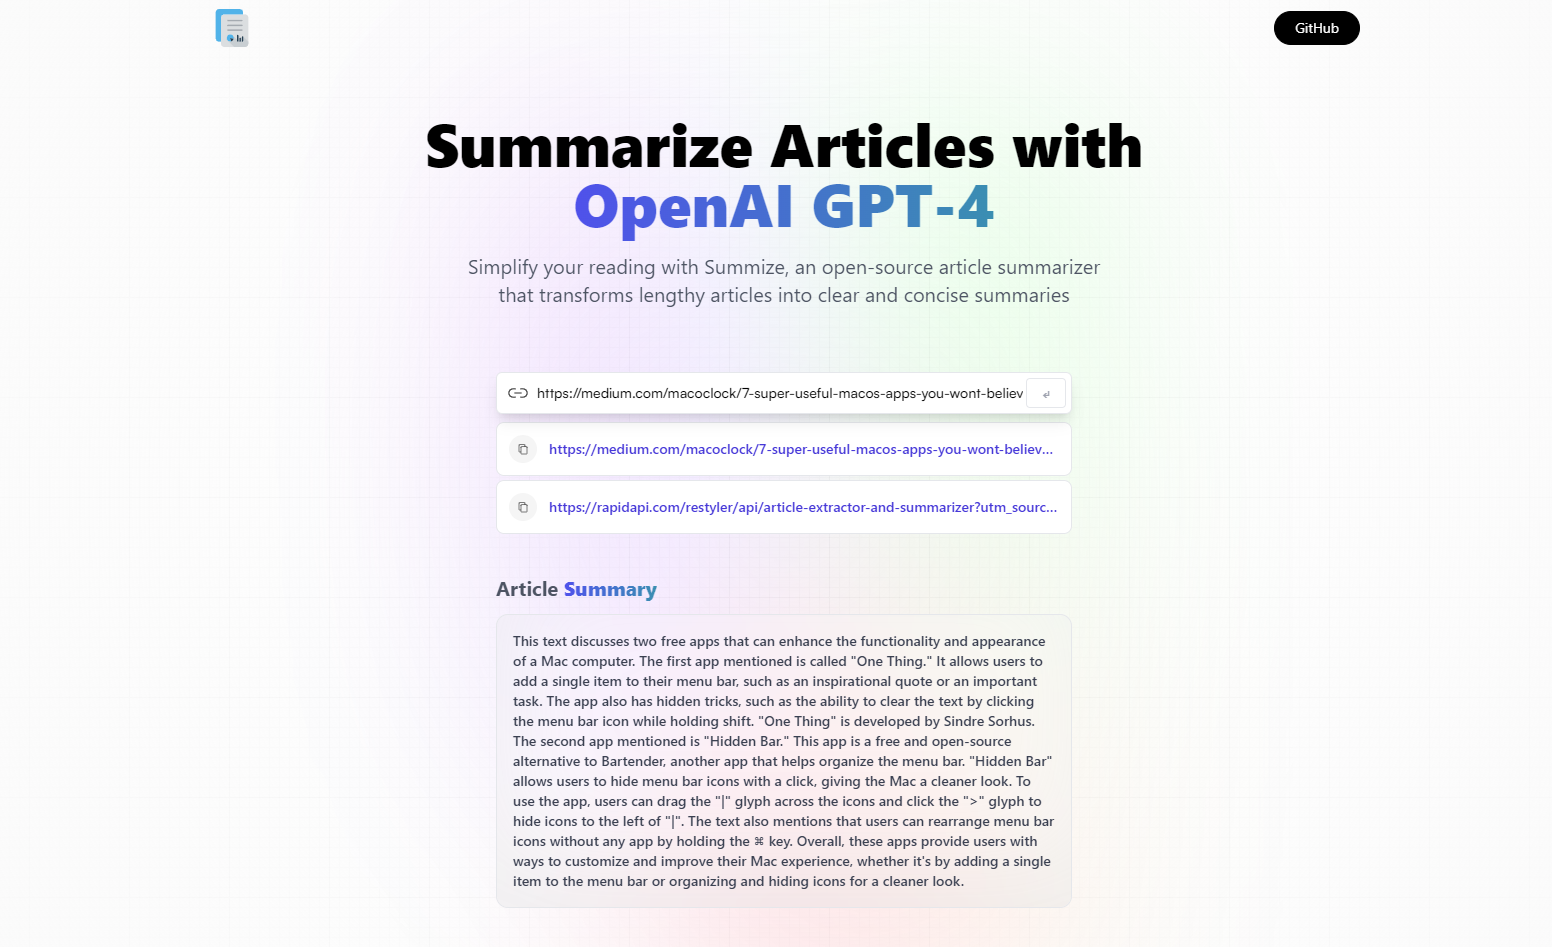 GitHub
Summarize Articles with
OpenAI GPT-4
Simplify your reading with Summize, an open-source article summarizer
that transforms lengthy articles into clear and concise summaries
https://medium.com/macoclock/7-super-useful-macos-apps-you-wont-believ
https://medium.com/macoclock/7-super-useful-macos-apps-you-wont-believ...
https://rapidapi.com/restyler/api/article-extractor-and-summarizer?utm_sourc...
Article Summary
This text discusses two free apps that can enhance the functionality and appearance
of a Mac computer. The first app mentioned is called "One Thing." It allows users to
add a single item to their menu bar, such as an inspirational quote or an important
task. The app also has hidden tricks, such as the ability to clear the text by clicking
the menu bar icon while holding shift. "One Thing" is developed by Sindre Sorhus.
The second app mentioned is "Hidden Bar." This app is a free and open-source
alternative to Bartender, another app that helps organize the menu bar. "Hidden Bar"
allows users to hide menu bar icons with a click, giving the Mac a cleaner look. To
use the app, users can drag the "|" glyph across the icons and click the ">" glyph to
hide icons to the left of "|". The text also mentions that users can rearrange menu bar
icons without any app by holding the ⌘ key. Overall, these apps provide users with
ways to customize and improve their Mac experience, whether it's by adding a single
item to the menu bar or organizing and hiding icons for a cleaner look.